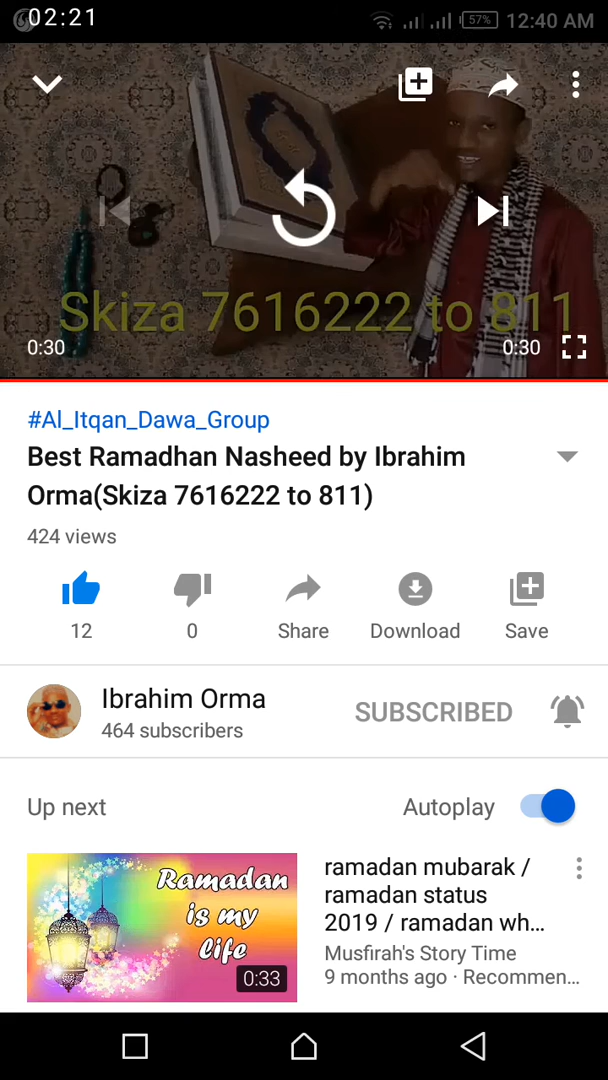 02:21
57%
12:40 AM
Skiza 7616222 to 811
0:30
0:30
#Al_Itqan_Dawa_Group
Best Ramadhan Nasheed by Ibrahim
Orma(Skiza 7616222 to 811)
424 views
12
0
Share
Download
Save
Ibrahim Orma
464 subscribers
SUBSCRIBED
Up next
Autoplay
Ramadan
is my
life
0:33
ramadan mubarak /
ramadan status
2019 / ramadan wh...
Musfirah's Story Time
9 months ago · Recommen...